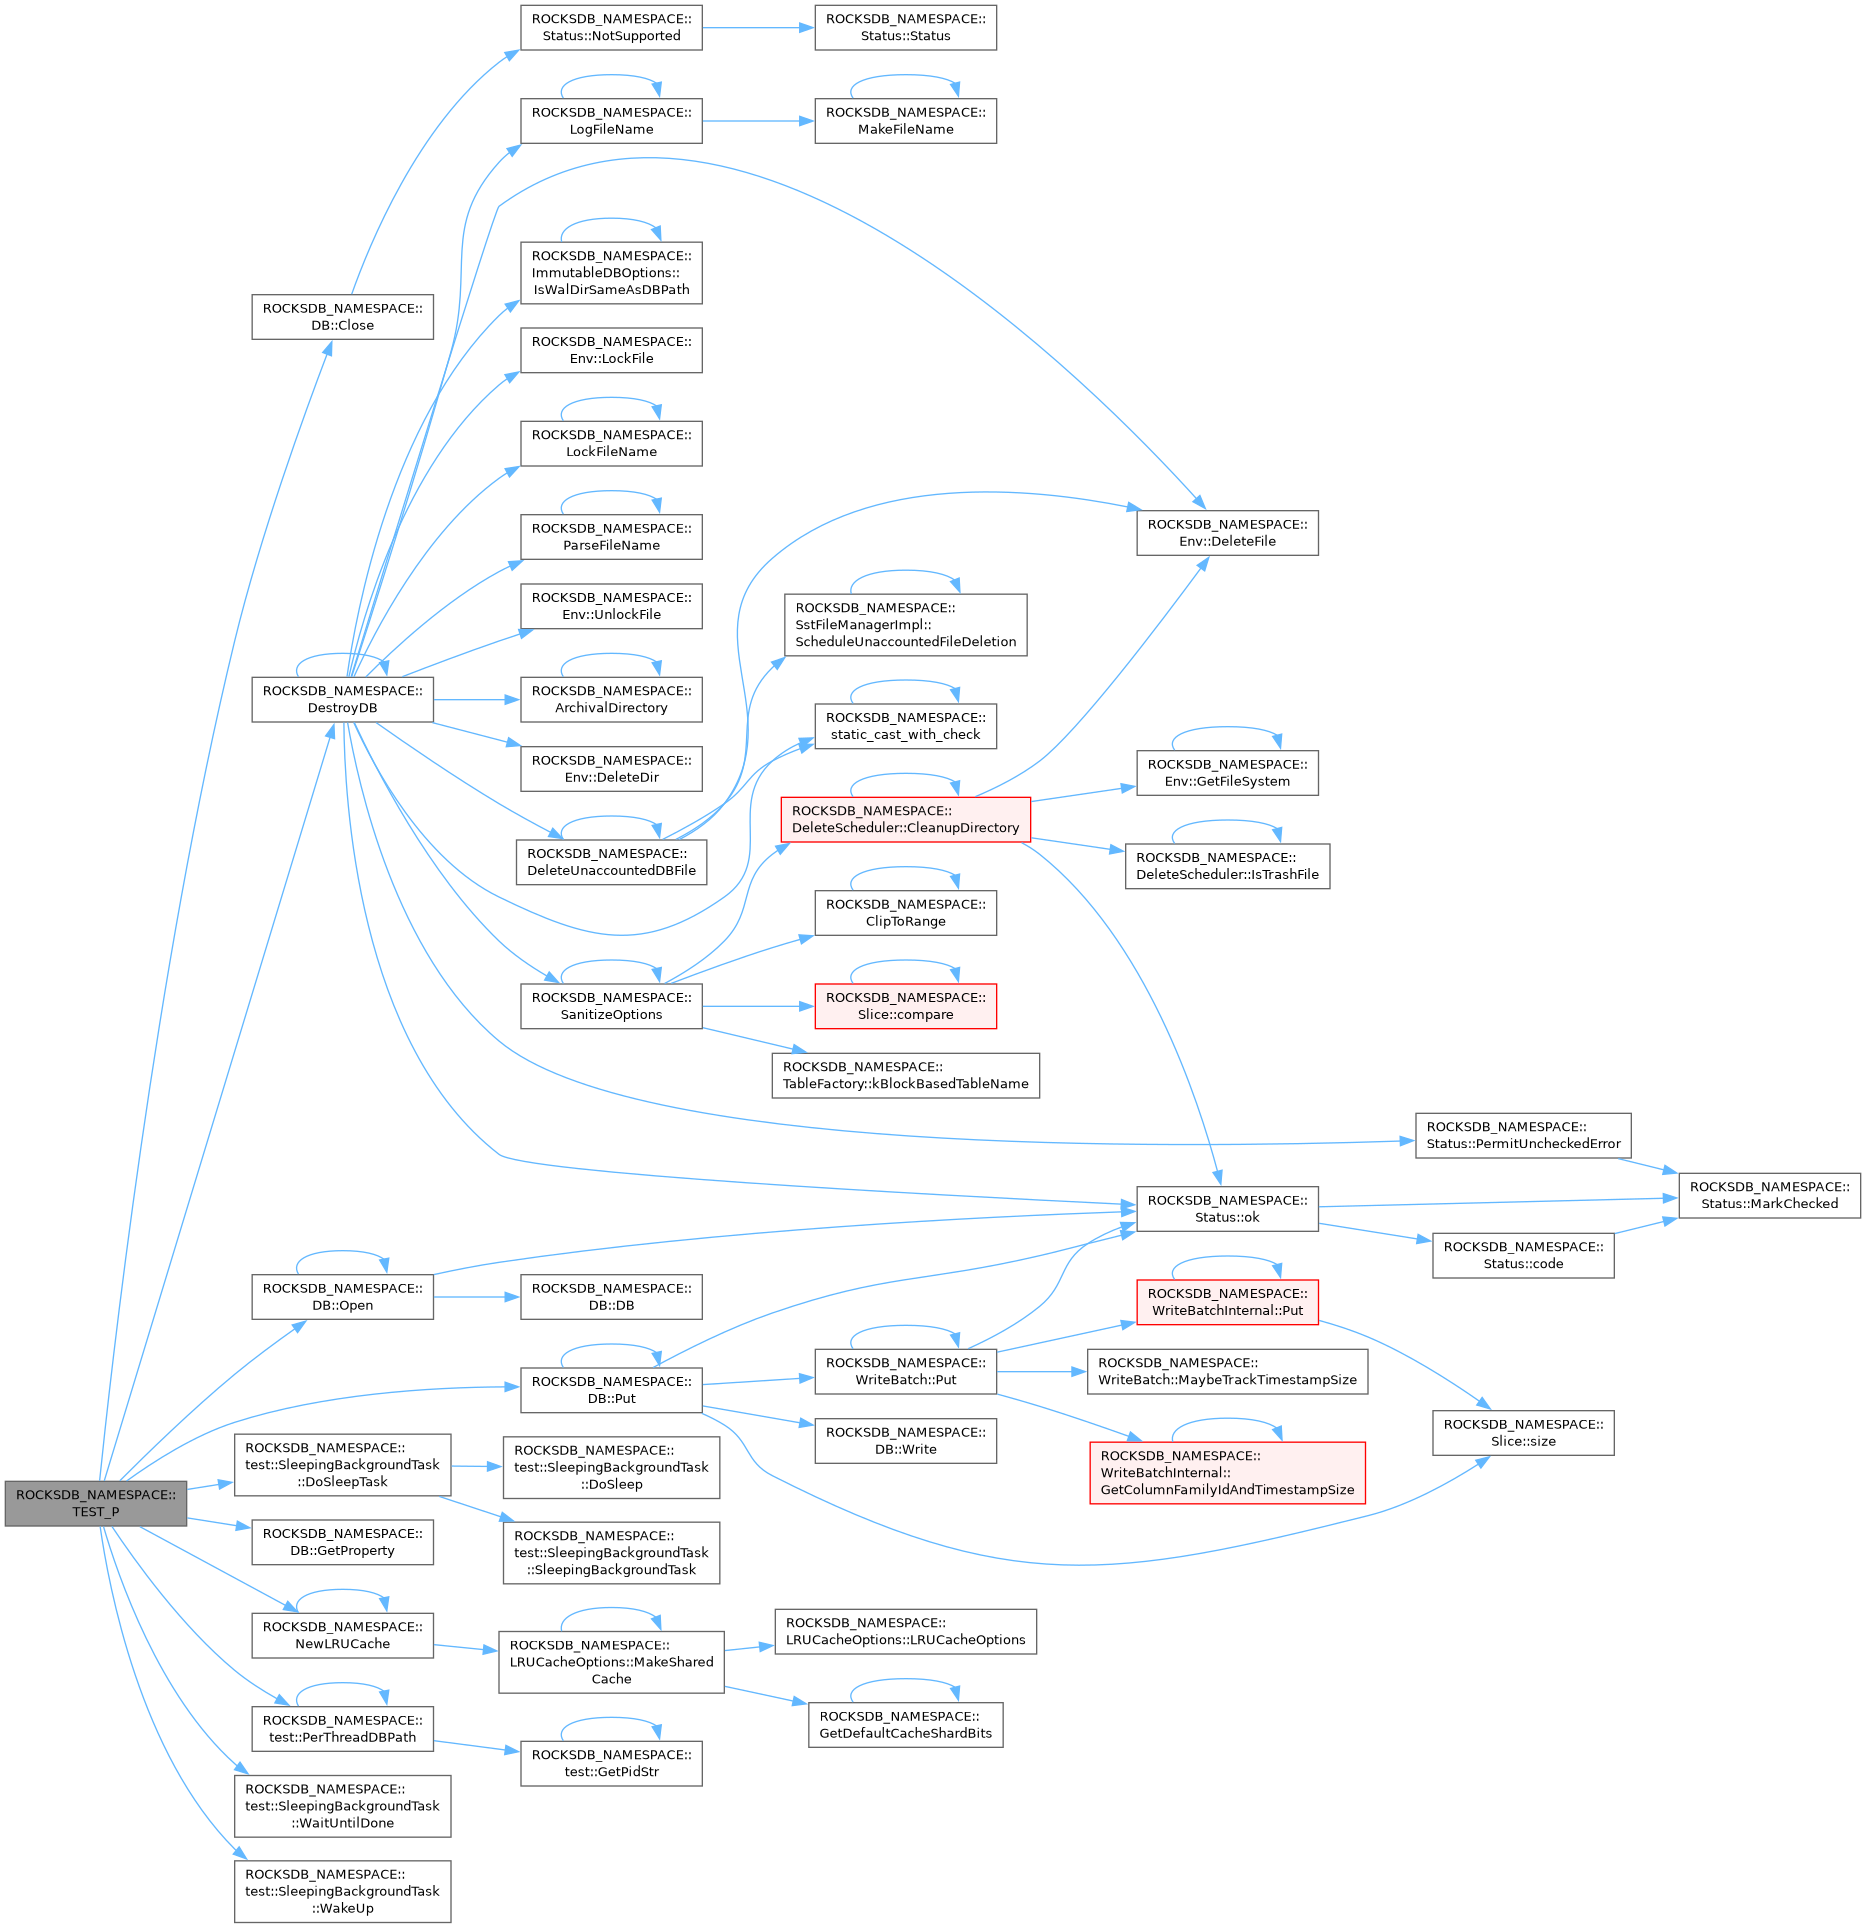 ROCKSDB_NAMESPACE::
Status::NotSupported
ROCKSDB_NAMESPACE::
Status::Status
ROCKSDB_NAMESPACE::
LogFileName
ROCKSDB_NAMESPACE::
MakeFileName
ROCKSDB_NAMESPACE::
ImmutableDBOptions::
IsWalDirSameAsDBPath
ROCKSDB_NAMESPACE::
DB::Close
ROCKSDB_NAMESPACE::
Env::LockFile
ROCKSDB_NAMESPACE::
LockFileName
ROCKSDB_NAMESPACE::
ParseFileName
ROCKSDB_NAMESPACE::
Env::DeleteFile
ROCKSDB_NAMESPACE::
Env::UnlockFile
ROCKSDB_NAMESPACE::
SstFileManagerImpl::
ScheduleUnaccountedFileDeletion
ROCKSDB_NAMESPACE::
DestroyDB
ROCKSDB_NAMESPACE::
ArchivalDirectory
ROCKSDB_NAMESPACE::
static_cast_with_check
ROCKSDB_NAMESPACE::
Env::DeleteDir
ROCKSDB_NAMESPACE::
Env::GetFileSystem
ROCKSDB_NAMESPACE::
DeleteScheduler::CleanupDirectory
ROCKSDB_NAMESPACE::
DeleteUnaccountedDBFile
ROCKSDB_NAMESPACE::
DeleteScheduler::IsTrashFile
ROCKSDB_NAMESPACE::
ClipToRange
ROCKSDB_NAMESPACE::
SanitizeOptions
ROCKSDB_NAMESPACE::
Slice::compare
ROCKSDB_NAMESPACE::
TableFactory::kBlockBasedTableName
ROCKSDB_NAMESPACE::
Status::PermitUncheckedError
ROCKSDB_NAMESPACE::
Status::MarkChecked
ROCKSDB_NAMESPACE::
Status::ok
ROCKSDB_NAMESPACE::
Status::code
ROCKSDB_NAMESPACE::
DB::Open
ROCKSDB_NAMESPACE::
DB::DB
ROCKSDB_NAMESPACE::
WriteBatchInternal::Put
ROCKSDB_NAMESPACE::
DB::Put
ROCKSDB_NAMESPACE::
WriteBatch::Put
ROCKSDB_NAMESPACE::
WriteBatch::MaybeTrackTimestampSize
ROCKSDB_NAMESPACE::
DB::Write
ROCKSDB_NAMESPACE::
Slice::size
ROCKSDB_NAMESPACE::
test::SleepingBackgroundTask
::DoSleepTask
ROCKSDB_NAMESPACE::
test::SleepingBackgroundTask
::DoSleep
ROCKSDB_NAMESPACE::
WriteBatchInternal::
GetColumnFamilyIdAndTimestampSize
ROCKSDB_NAMESPACE::
TEST_P
ROCKSDB_NAMESPACE::
DB::GetProperty
ROCKSDB_NAMESPACE::
test::SleepingBackgroundTask
::SleepingBackgroundTask
ROCKSDB_NAMESPACE::
NewLRUCache
ROCKSDB_NAMESPACE::
LRUCacheOptions::MakeShared
Cache
ROCKSDB_NAMESPACE::
LRUCacheOptions::LRUCacheOptions
ROCKSDB_NAMESPACE::
GetDefaultCacheShardBits
ROCKSDB_NAMESPACE::
test::PerThreadDBPath
ROCKSDB_NAMESPACE::
test::GetPidStr
ROCKSDB_NAMESPACE::
test::SleepingBackgroundTask
::WaitUntilDone
ROCKSDB_NAMESPACE::
test::SleepingBackgroundTask
::WakeUp